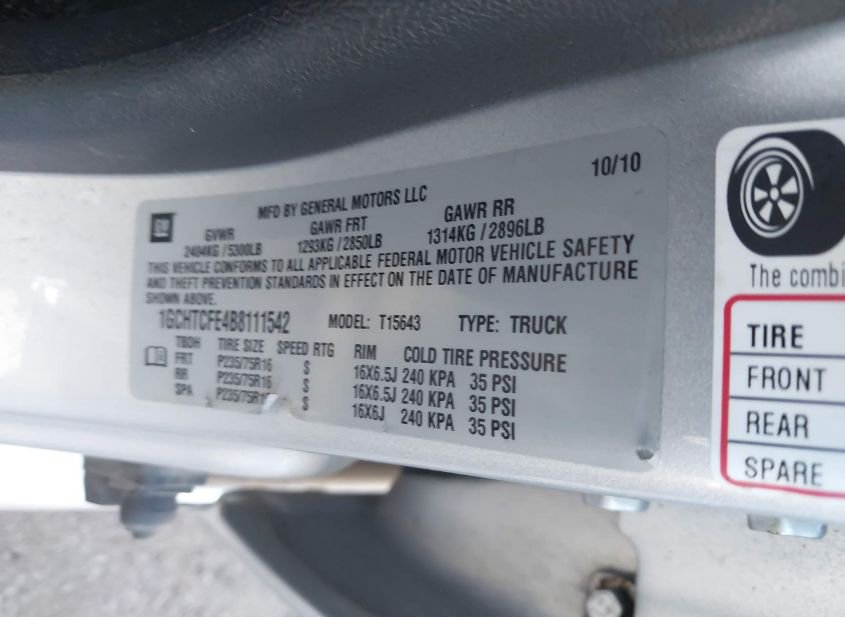 10/10
GM
MFD BY GENERAL MOTORS LLC
GVWR GAWR FRT GAWR RR
2404KG / 5300LB 1293KG / 2850LB 1314KG / 2896LB
THIS VEHICLE CONFORMS TO ALL APPLICABLE FEDERAL MOTOR VEHICLE SAFETY
AND THEFT PREVENTION STANDARDS IN EFFECT ON THE DATE OF MANUFACTURE
SHOWN ABOVE.
1GCHTCFE4B8111542 MODEL: T15643 TYPE: TRUCK
TBDH TIRE SIZE SPEED RTG RIM COLD TIRE PRESSURE
FRT P235/75R16 S 16X6.5J 240 KPA 35 PSI
RR P235/75R16 S 16X6.5J 240 KPA 35 PSI
SPA P235/75R16 S 16X6J 240 KPA 35 PSI
The combi
TIRE
FRONT
REAR
SPARE